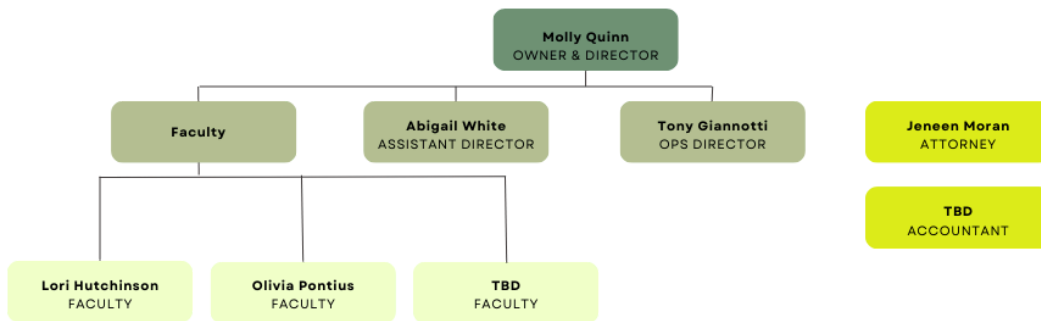 Molly Quinn
OWNER & DIRECTOR
Faculty
Abigail White
ASSISTANT DIRECTOR
Tony Giannotti
OPS DIRECTOR
Jeneen Moran
ATTORNEY
TBD
ACCOUNTANT
Lori Hutchinson
FACULTY
Olivia Pontius
FACULTY
TBD
FACULTY